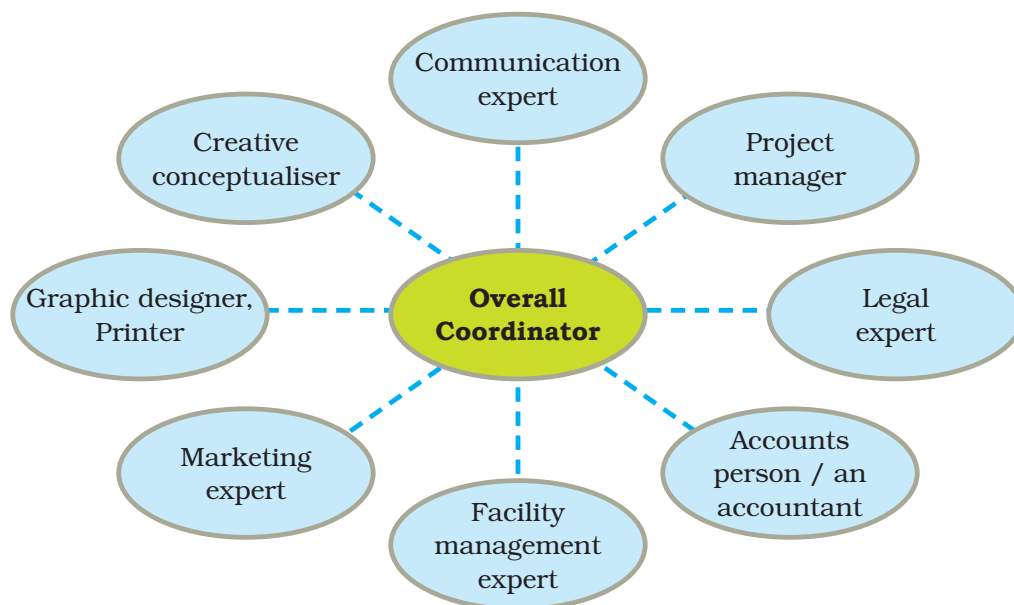 Communication
expert
Creative
conceptualiser
Project
manager
Graphic designer,
Printer
Overall
Coordinator
Legal
expert
Marketing
expert
Accounts
person / an
accountant
Facility
management
expert